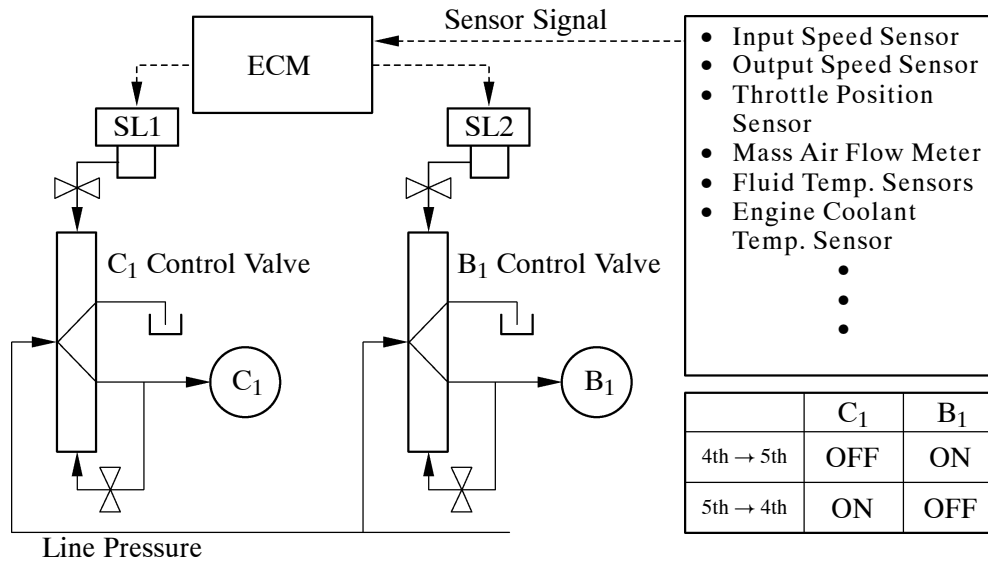 Sensor Signal
ECM
SL1
SL2
• Input Speed Sensor
• Output Speed Sensor
• Throttle Position
Sensor
• Mass Air Flow Meter
• Fluid Temp. Sensors
• Engine Coolant
Temp. Sensor
C₁ Control Valve
B₁ Control Valve
C₁
B₁
Line Pressure
C₁ B₁
4th → 5th OFF ON
5th → 4th ON OFF